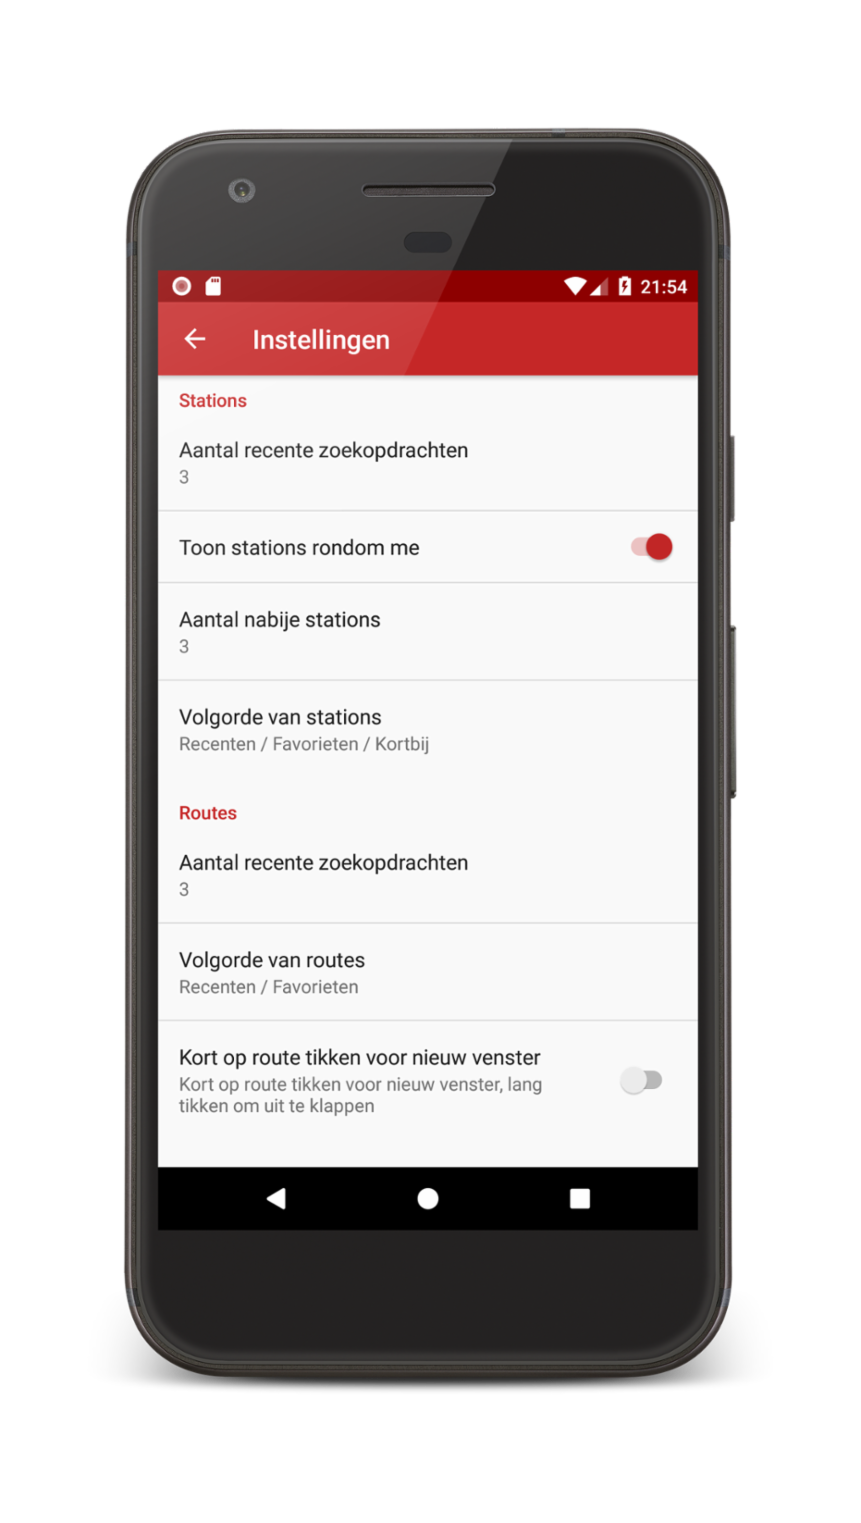 21:54
Instellingen
Stations
Aantal recente zoekopdrachten
3
Toon stations rondom me
Aantal nabije stations
3
Volgorde van stations
Recenten / Favorieten / Kortbij
Routes
Aantal recente zoekopdrachten
3
Volgorde van routes
Recenten / Favorieten
Kort op route tikken voor nieuw venster
Kort op route tikken voor nieuw venster, lang
tikken om uit te klappen